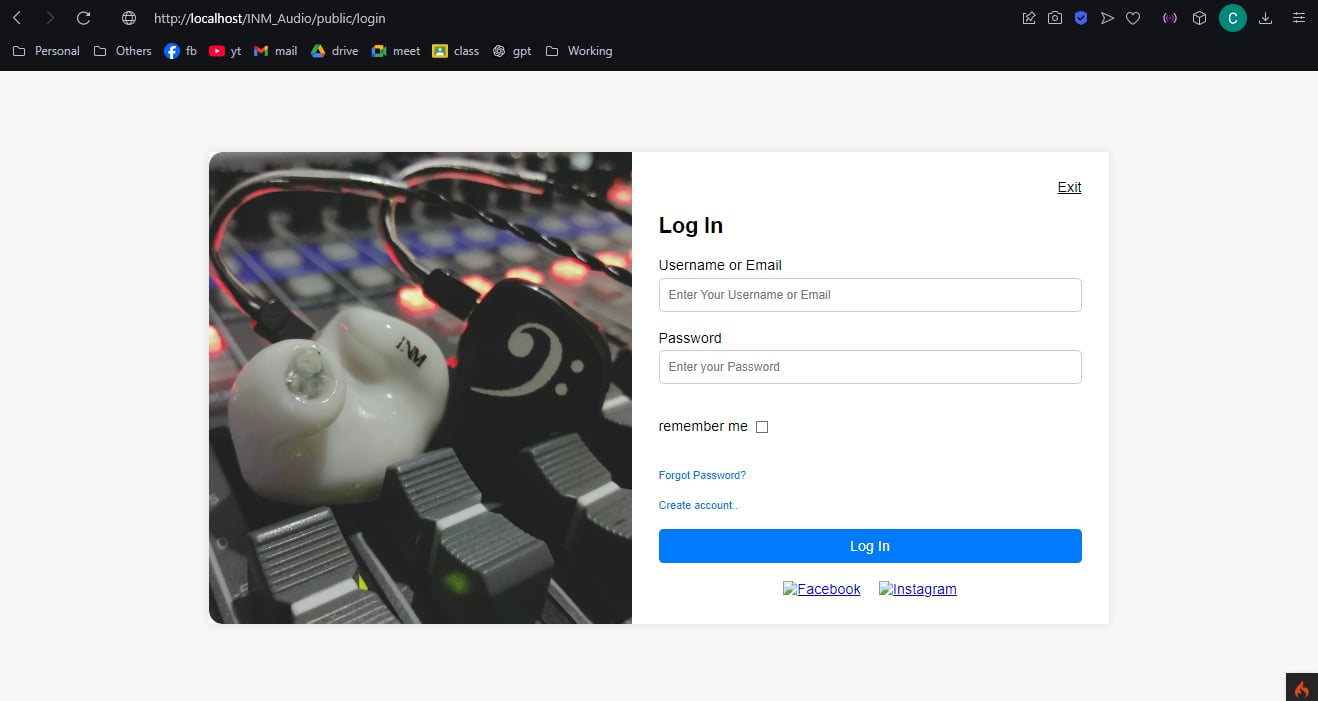 http://localhost/INM_Audio/public/login
C
Personal Others fb yt mail drive meet class gpt Working
Exit
Log In
Username or Email
Enter Your Username or Email
INM
Password
Enter your Password
remember me
Forgot Password?
Create account..
Log In
Facebook Instagram